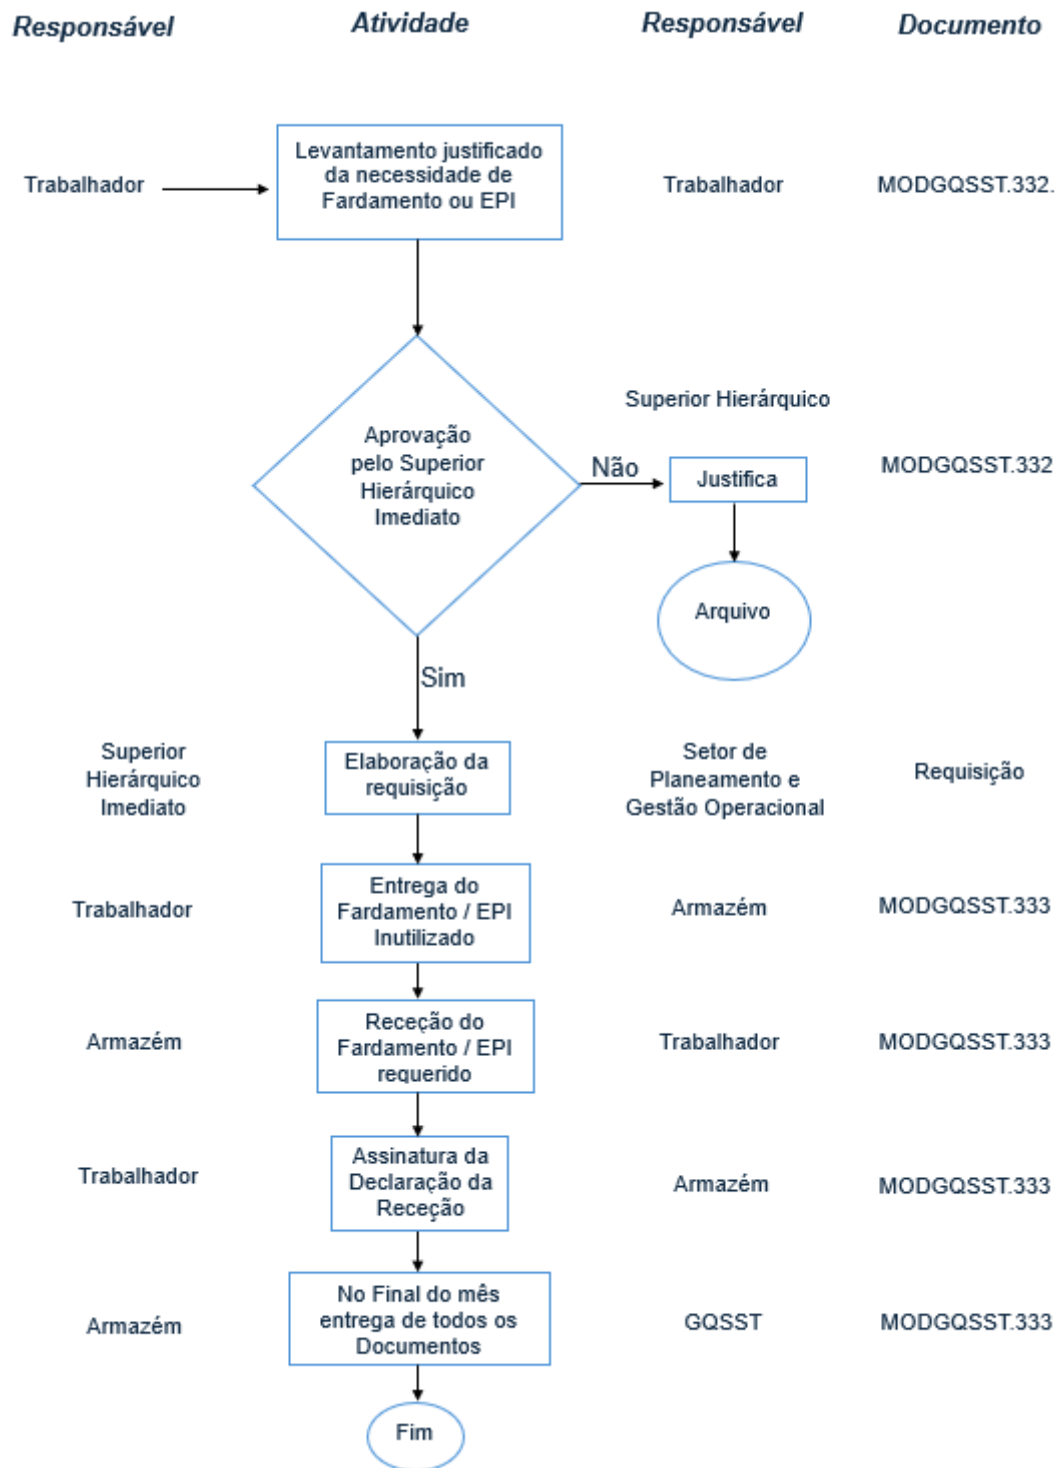 Responsável Atividade Responsável Documento
Levantamento justificado
da necessidade de
Fardamento ou EPI
Trabalhador
Trabalhador
MODGQSST.332.
Aprovação
pelo Superior
Hierárquico
Imediato
Não
Superior Hierárquico
Justifica
MODGQSST.332
Arquivo
Sim
Superior
Hierárquico
Imediato
Elaboração da
requisição
Setor de
Planeamento e
Gestão Operacional
Requisição
Trabalhador
Entrega do
Fardamento / EPI
Inutilizado
Armazém
MODGQSST.333
Armazém
Receção do
Fardamento / EPI
requerido
Trabalhador
MODGQSST.333
Trabalhador
Assinatura da
Declaração da
Receção
Armazém
MODGQSST.333
Armazém
No Final do mês
entrega de todos os
Documentos
GQSST
MODGQSST.333
Fim